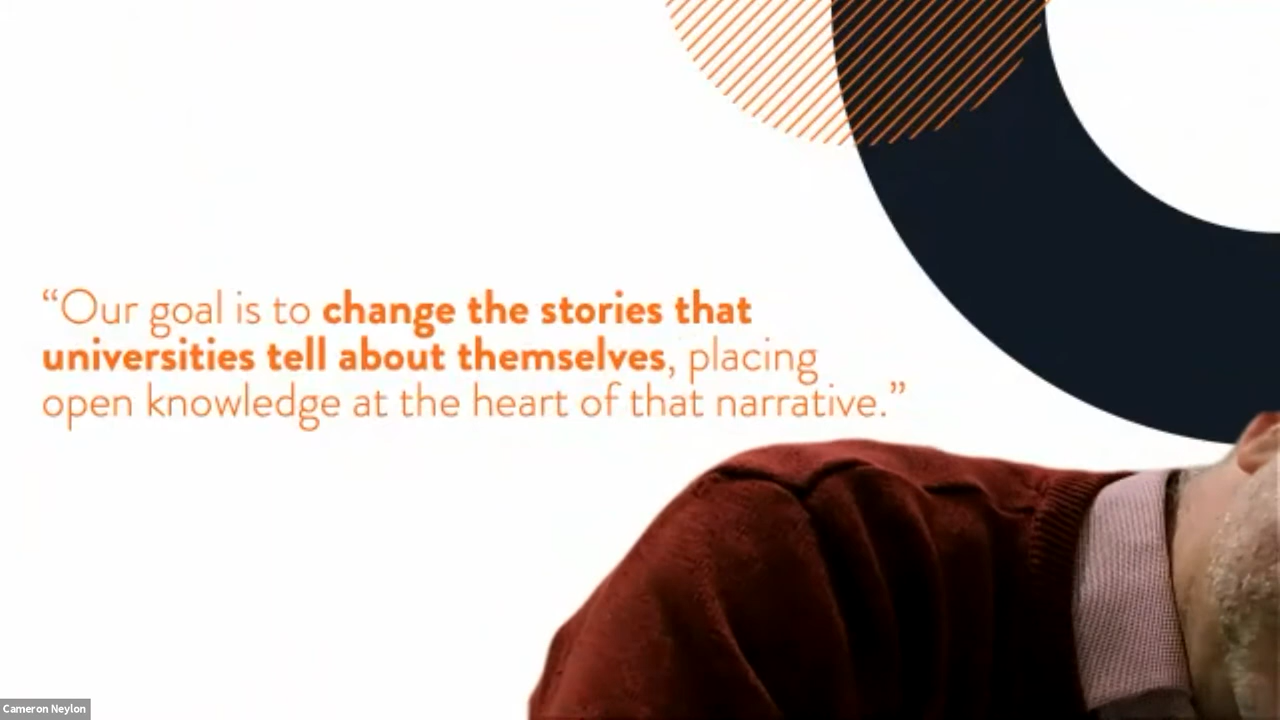 “Our goal is to change the stories that
universities tell about themselves, placing
open knowledge at the heart of that narrative.”
Cameron Neylon